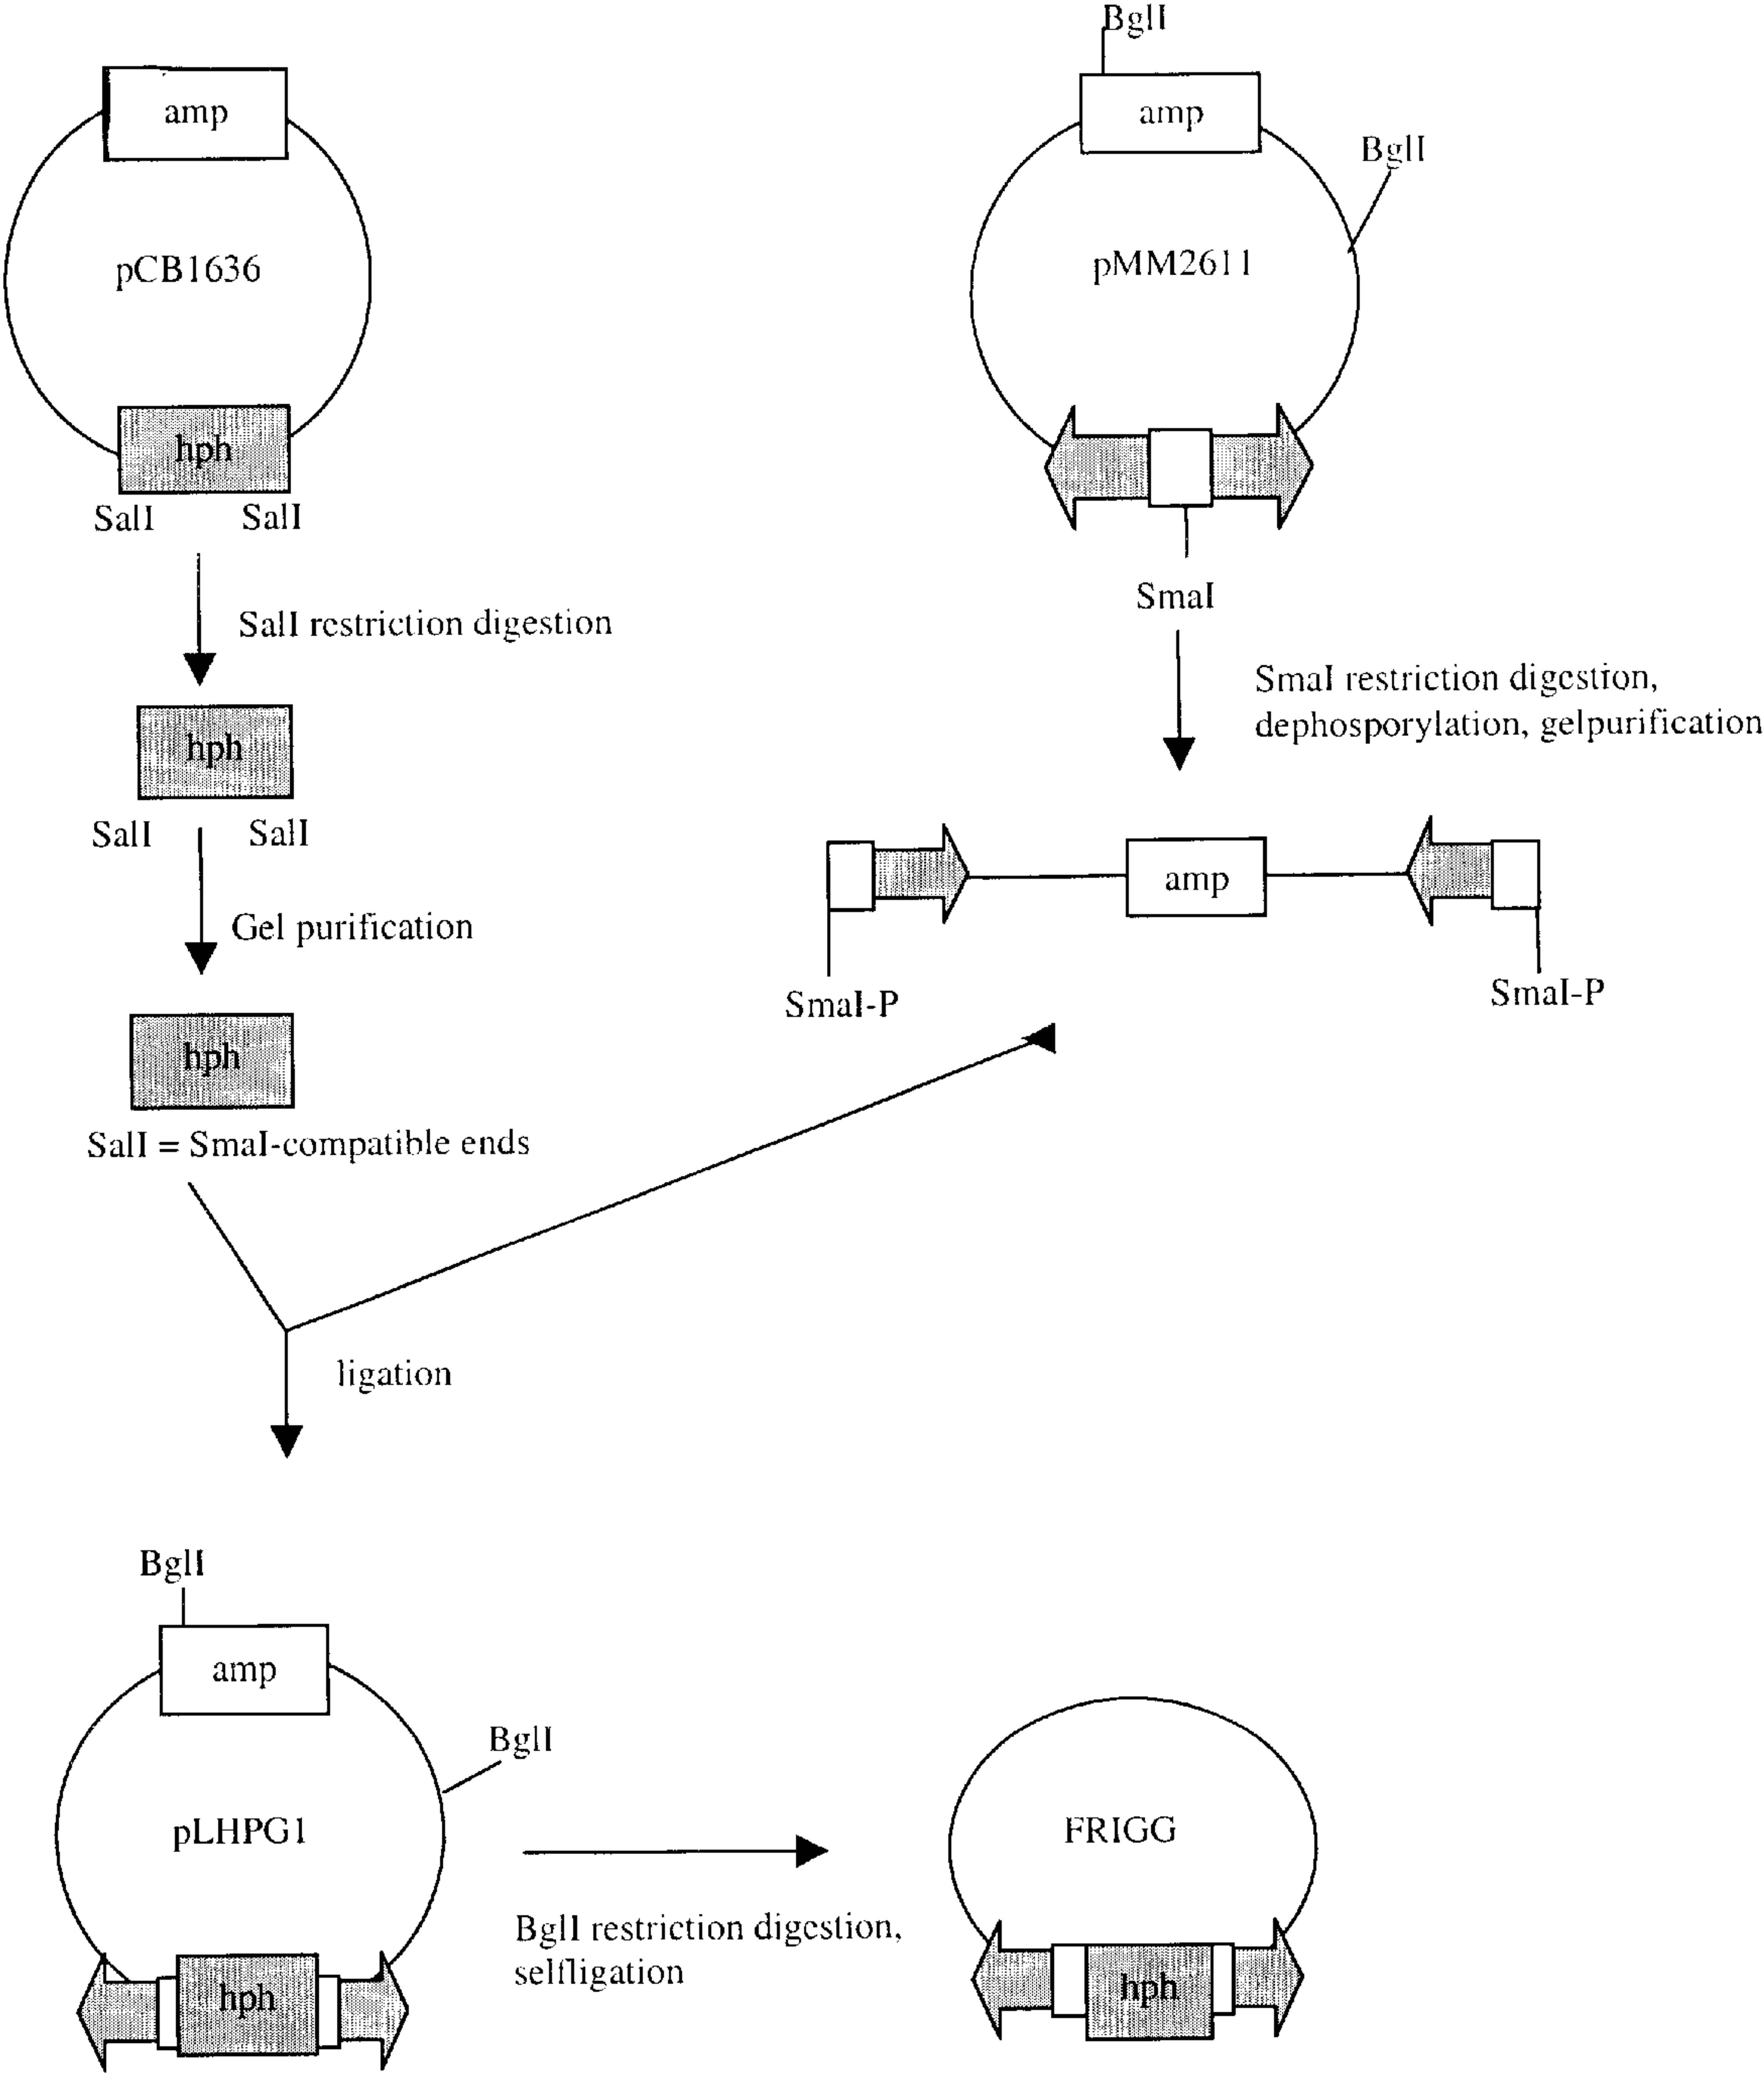 amp
pCB1636
hph
SalI SalI
SalI restriction digestion
hph
SalI SalI
Gel purification
hph
SalI = SmaI-compatible ends
BglI
amp
BglI
pMM2611
SmaI
SmaI restriction digestion,
dephosporylation, gelpurification
amp
SmaI-P
SmaI-P
ligation
BglI
amp
BglI
pLHPG1
hph
BglI restriction digestion,
selfligation
FRIGG
hph